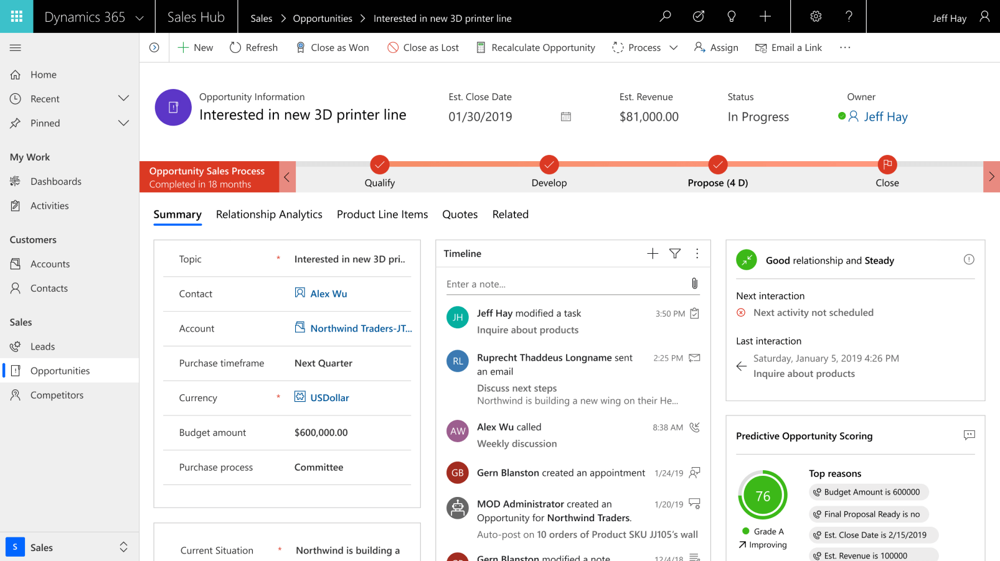 Dynamics 365
Sales Hub
Sales > Opportunities > Interested in new 3D printer line
Jeff Hay
New
Refresh
Close as Won
Close as Lost
Recalculate Opportunity
Process
Assign
Email a Link
Home
Recent
Pinned
My Work
Dashboards
Activities
Customers
Accounts
Contacts
Sales
Leads
Opportunities
Competitors
S Sales
Opportunity Information
Interested in new 3D printer line
Est. Close Date
01/30/2019
Est. Revenue
$81,000.00
Status
In Progress
Owner
Jeff Hay
Opportunity Sales Process
Completed in 18 months
Qualify
Develop
Propose (4 D)
Close
Summary
Relationship Analytics
Product Line Items
Quotes
Related
Topic * Interested in new 3D pri..
Contact Alex Wu
Account Northwind Traders-JT...
Purchase timeframe Next Quarter
Currency * USDollar
Budget amount $600,000.00
Purchase process Committee
Current Situation * Northwind is building a
Timeline
Enter a note...
JH Jeff Hay modified a task 3:50 PM
Inquire about products
RL Ruprecht Thaddeus Longname sent 2:25 PM
an email
Discuss next steps
Northwind is building a new wing on their He...
AW Alex Wu called 8:38 AM
Weekly discussion
GB Gern Blanston created an appointment 1/24/19
MOD Administrator created an 1/20/19
Opportunity for Northwind Traders.
Auto-post on 10 orders of Product SKU JJ105's wall
Gern Blanston modified a note 12/4/18
Good relationship and Steady
Next interaction
Next activity not scheduled
Last interaction
Saturday, January 5, 2019 4:26 PM
Inquire about products
Predictive Opportunity Scoring
76
Grade A
Improving
Top reasons
Budget Amount is 600000
Final Proposal Ready is no
Est. Close Date is 2/15/2019
Est. Revenue is 100000